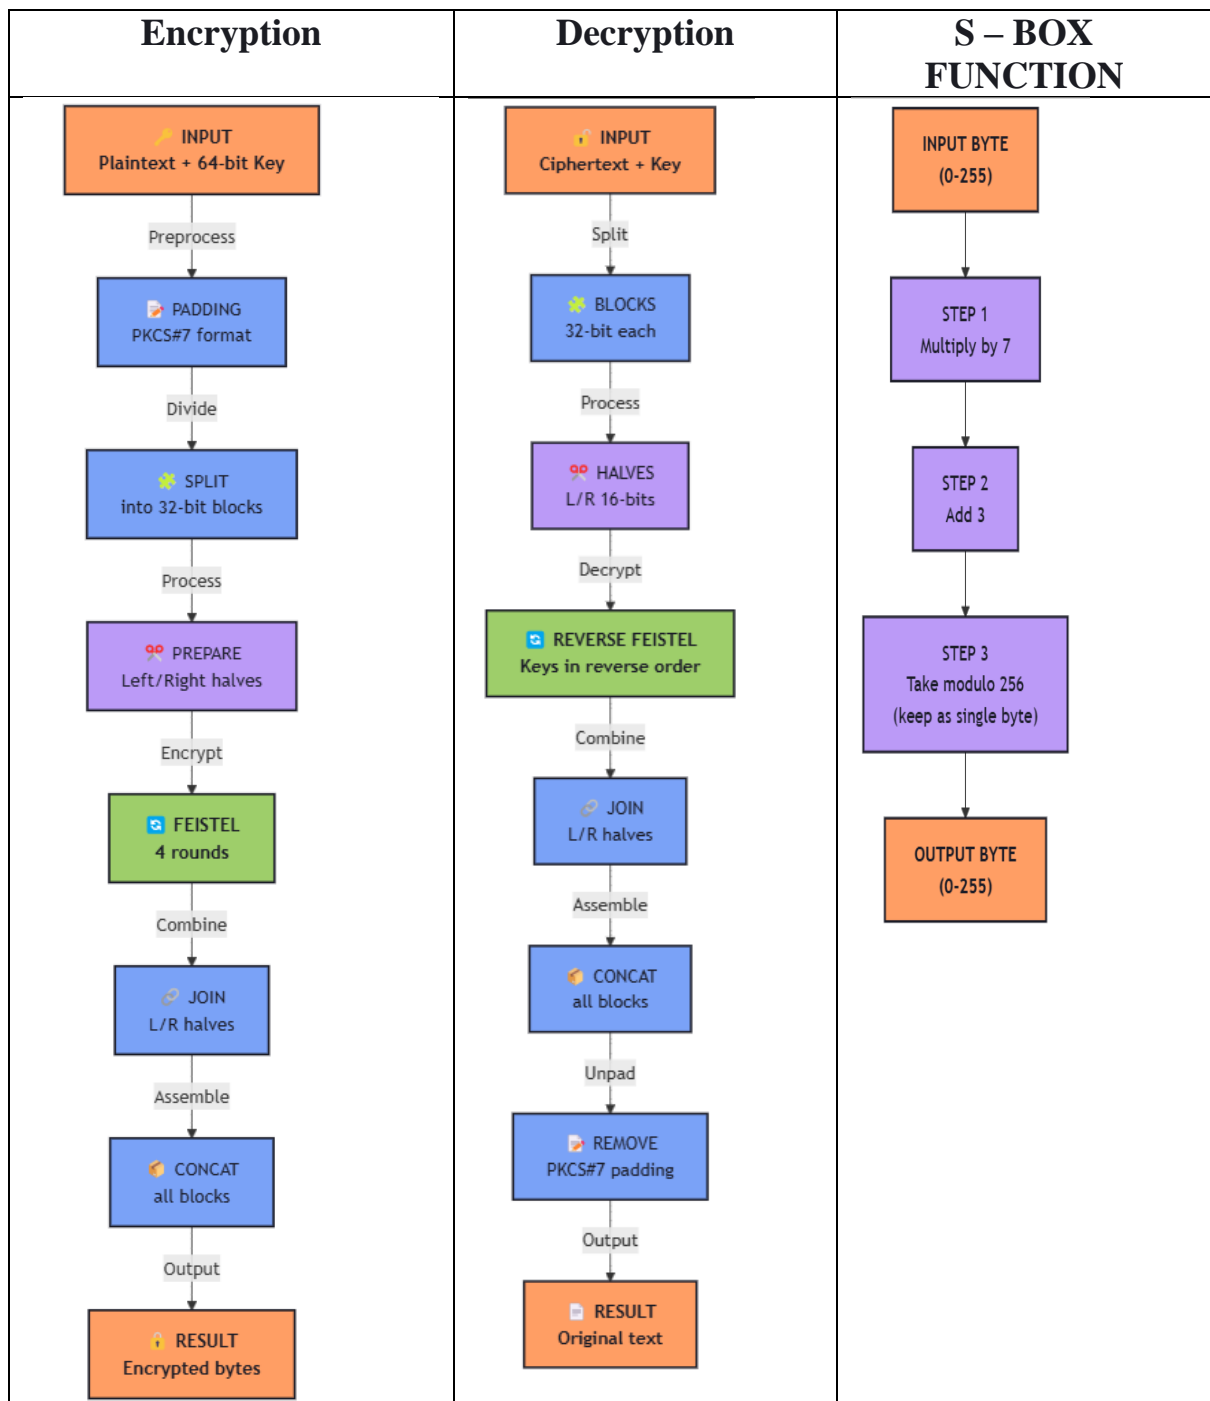 Encryption
Decryption
S – BOX
FUNCTION
INPUT
Plaintext + 64-bit Key
Preprocess
PADDING
PKCS#7 format
Divide
SPLIT
into 32-bit blocks
Process
PREPARE
Left/Right halves
Encrypt
FEISTEL
4 rounds
Combine
JOIN
L/R halves
Assemble
CONCAT
all blocks
Output
RESULT
Encrypted bytes
INPUT
Ciphertext + Key
Split
BLOCKS
32-bit each
Process
HALVES
L/R 16-bits
Decrypt
REVERSE FEISTEL
Keys in reverse order
Combine
JOIN
L/R halves
Assemble
CONCAT
all blocks
Unpad
REMOVE
PKCS#7 padding
Output
RESULT
Original text
INPUT BYTE
(0-255)
STEP 1
Multiply by 7
STEP 2
Add 3
STEP 3
Take modulo 256
(keep as single byte)
OUTPUT BYTE
(0-255)